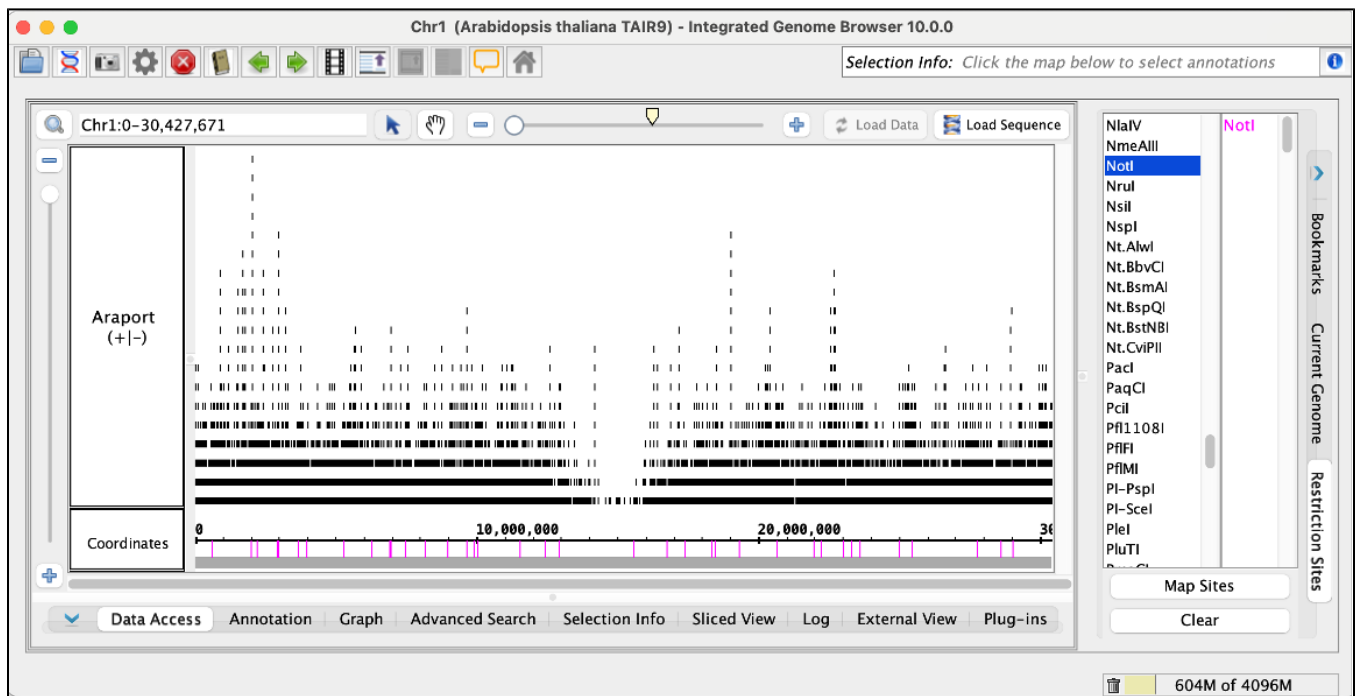 Chr1 (Arabidopsis thaliana TAIR9) - Integrated Genome Browser 10.0.0
Selection Info: Click the map below to select annotations
Chr1:0-30,427,671
Load Data
Load Sequence
Araport
(+|-)
Coordinates
0 10,000,000 20,000,000 30
NlaIV
NmeAIII
NotI
NruI
NsiI
NspI
Nt.AlwI
Nt.BbvCI
Nt.BsmAI
Nt.BspQI
Nt.BstNBI
Nt.CviPII
PacI
PaqCI
PciI
Pfl1108I
PflFI
PflMI
PI-PspI
PI-SceI
PleI
PluTI
NotI
Map Sites
Clear
Bookmarks
Current Genome
Restriction Sites
Data Access Annotation Graph Advanced Search Selection Info Sliced View Log External View Plug-ins
604M of 4096M